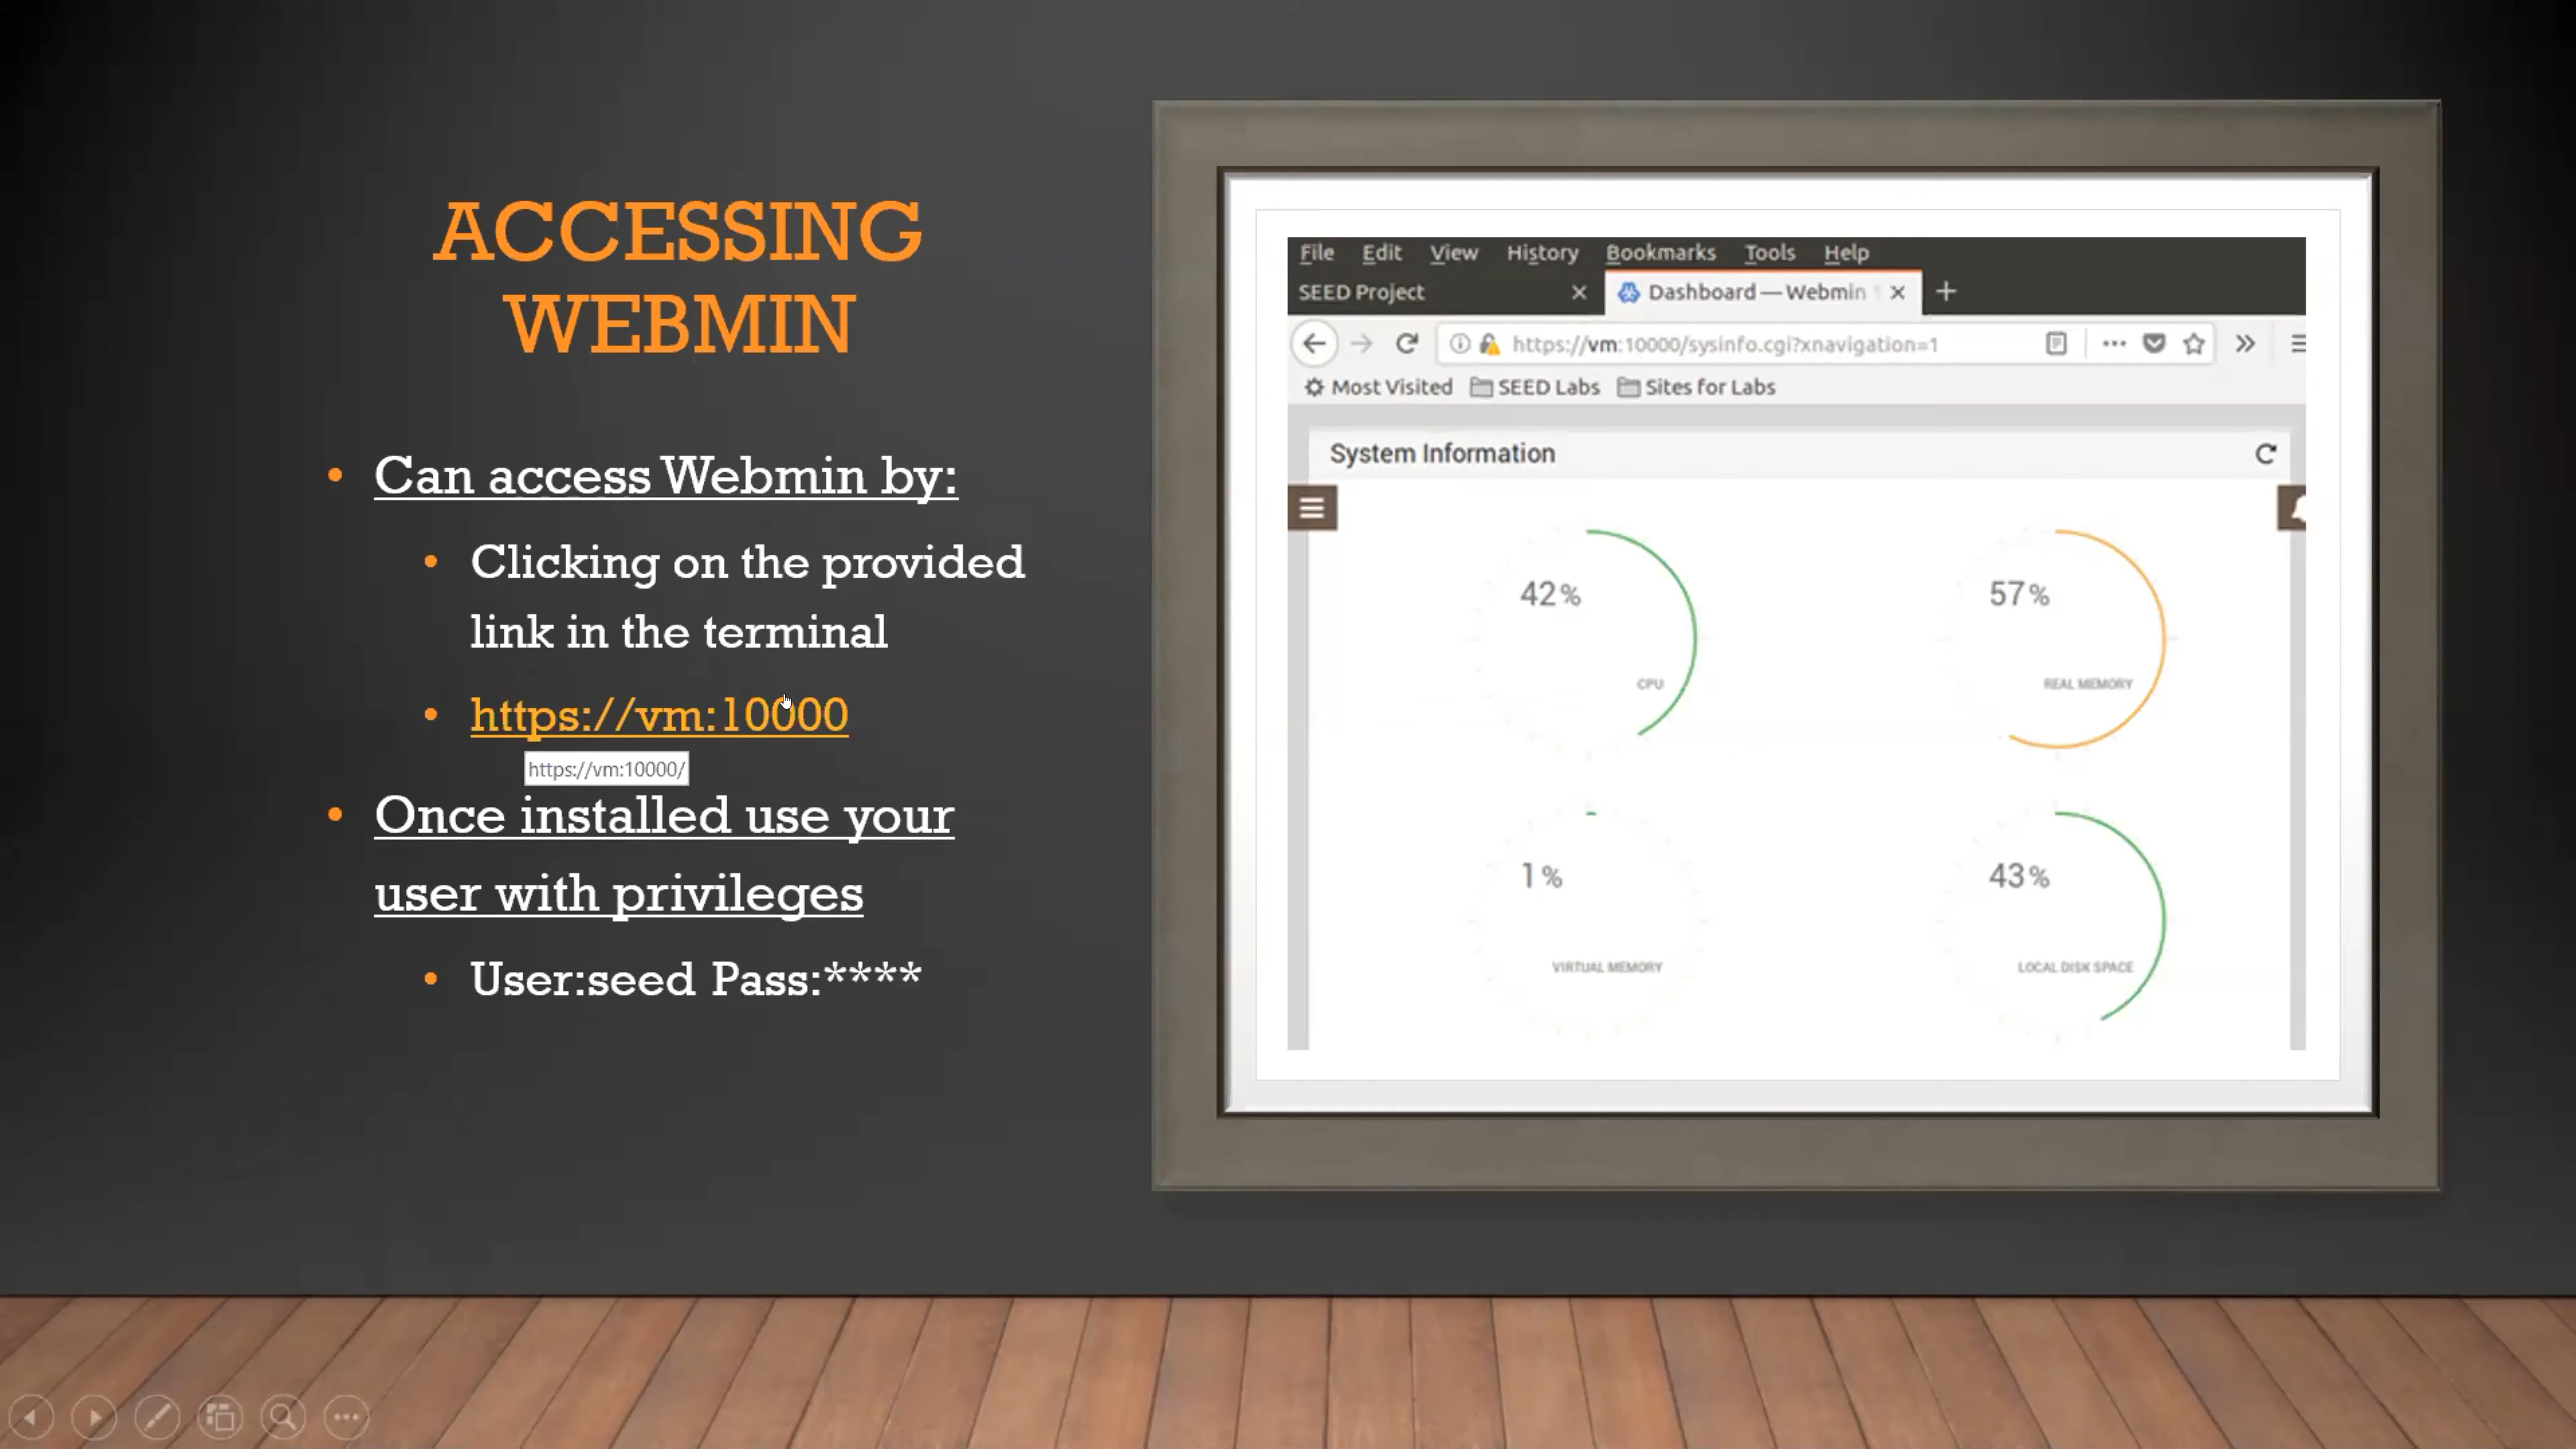 ACCESSING
WEBMIN
• Can access Webmin by:
• Clicking on the provided
link in the terminal
• https://vm:10000
https://vm:10000/
• Once installed use your
user with privileges
• User:seed Pass:****
File Edit View History Bookmarks Tools Help
SEED Project
Dashboard — Webmin
https://vm:10000/sysinfo.cgi?xnavigation=1
Most Visited SEED Labs Sites for Labs
System Information
42%
CPU
57%
REAL MEMORY
1%
VIRTUAL MEMORY
43%
LOCAL DISK SPACE